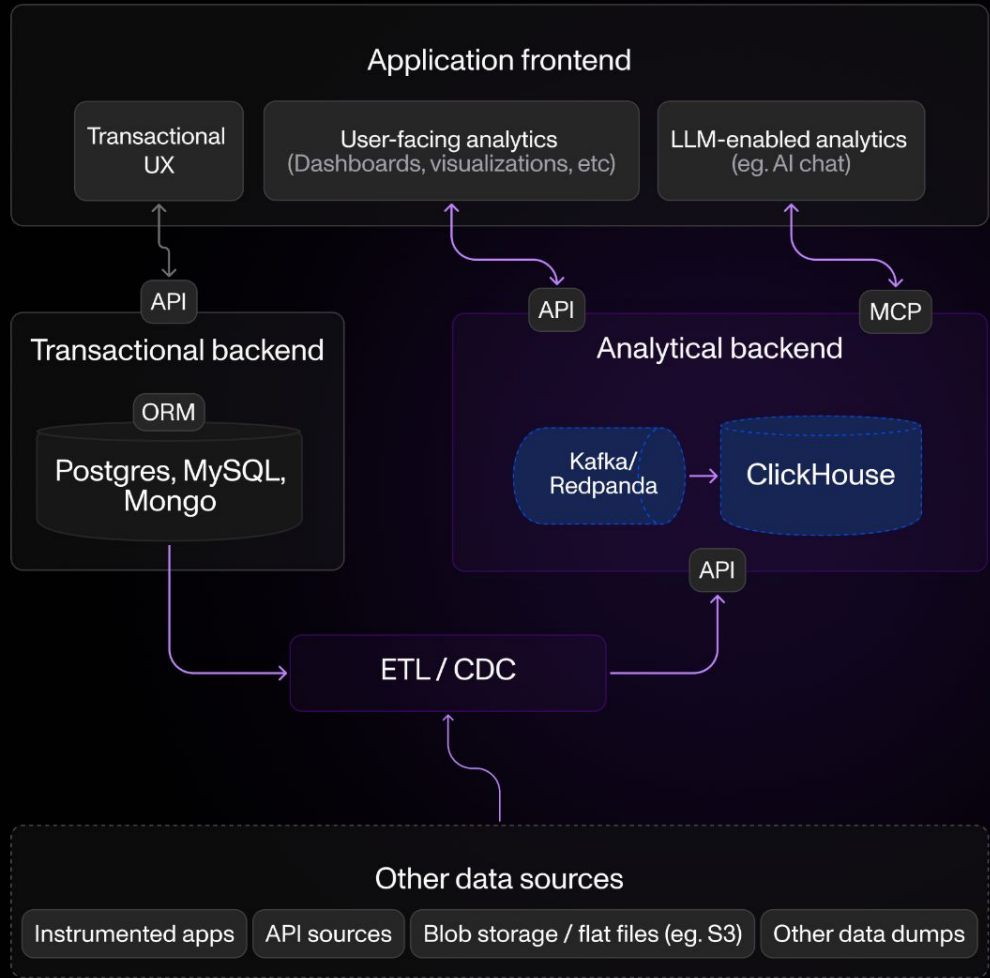 Application frontend
Transactional
UX
User-facing analytics
(Dashboards, visualizations, etc)
LLM-enabled analytics
(eg. AI chat)
API
API
MCP
Transactional backend
ORM
Postgres, MySQL,
Mongo
Analytical backend
Kafka/
Redpanda
ClickHouse
API
ETL / CDC
Other data sources
Instrumented apps
API sources
Blob storage / flat files (eg. S3)
Other data dumps